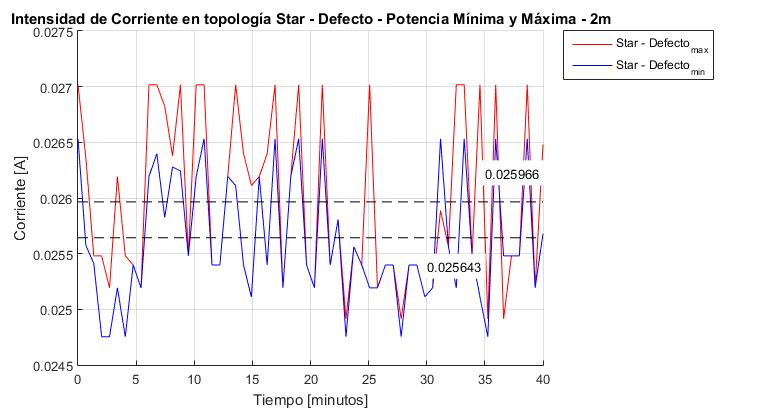 Intensidad de Corriente en topología Star - Defecto - Potencia Mínima y Máxima - 2m
0.0275
0.027
0.0265
0.026
0.0255
0.025
0.0245
Corriente [A]
0.025966
0.025643
0 5 10 15 20 25 30 35 40
Tiempo [minutos]
Star - Defecto max
Star - Defecto min